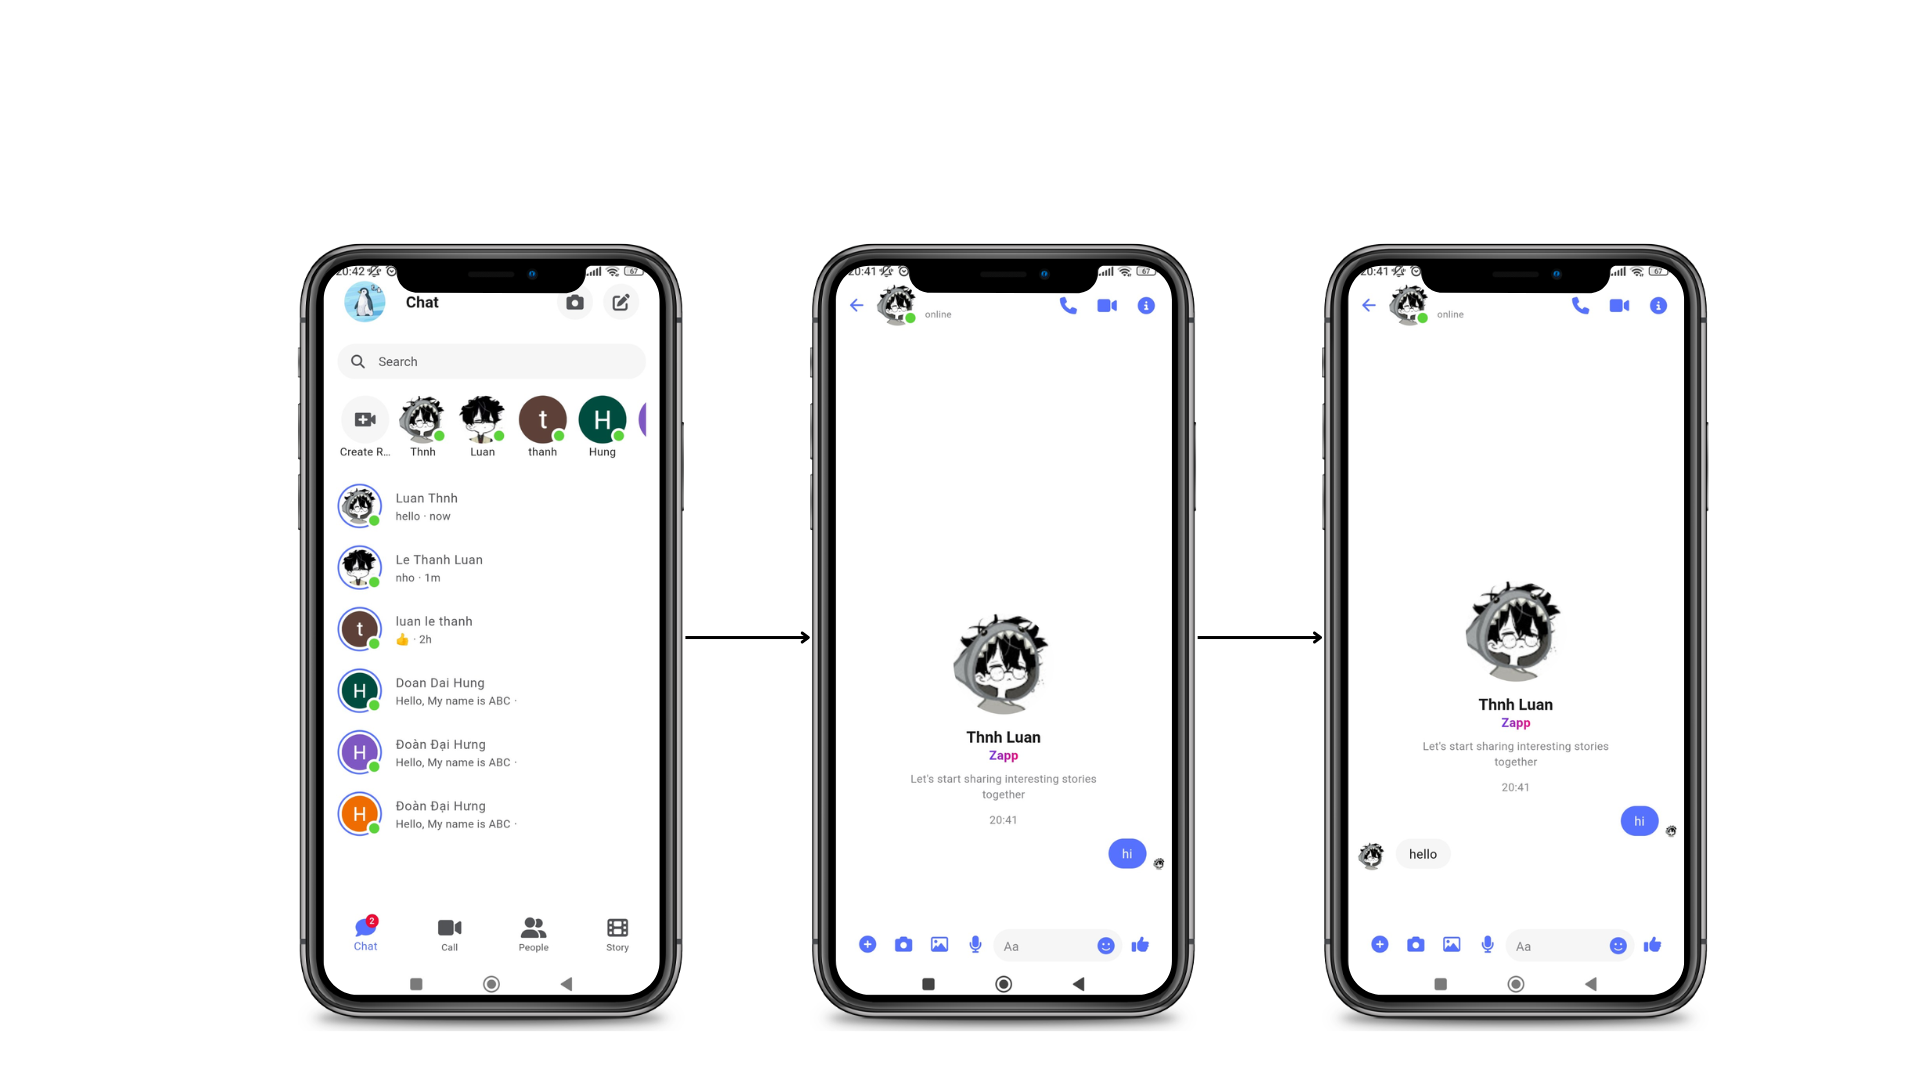 20:42
67
Chat
Search
Create R...
Thnh
Luan
t
thanh
H
Hung
Luan Thnh
hello · now
Le Thanh Luan
nho · 1m
t
luan le thanh
👍 · 2h
H
Doan Dai Hung
Hello, My name is ABC ·
H
Đoàn Đại Hưng
Hello, My name is ABC ·
H
Đoàn Đại Hưng
Hello, My name is ABC ·
2
Chat
Call
People
Story
20:41
67
online
Thnh Luan
Zapp
Let's start sharing interesting stories
together
20:41
hi
Aa
20:41
67
online
Thnh Luan
Zapp
Let's start sharing interesting stories
together
20:41
hi
hello
Aa